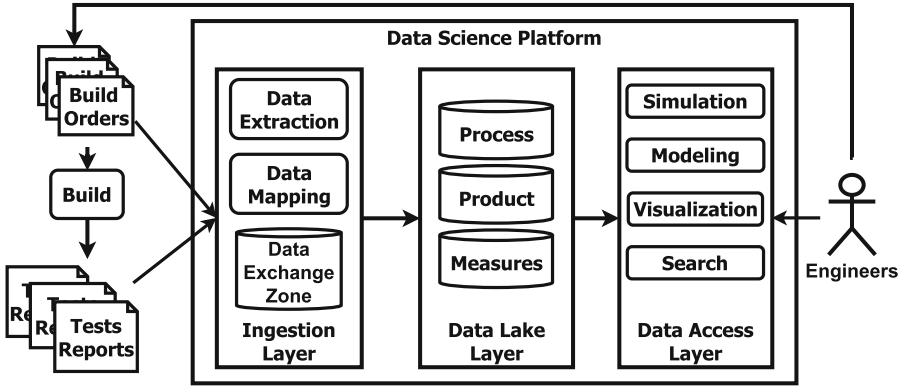 Data Science Platform
Build
Orders
Build
Tests
Reports
Data
Extraction
Data
Mapping
Data
Exchange
Zone
Ingestion
Layer
Process
Product
Measures
Data Lake
Layer
Simulation
Modeling
Visualization
Search
Data Access
Layer
Engineers